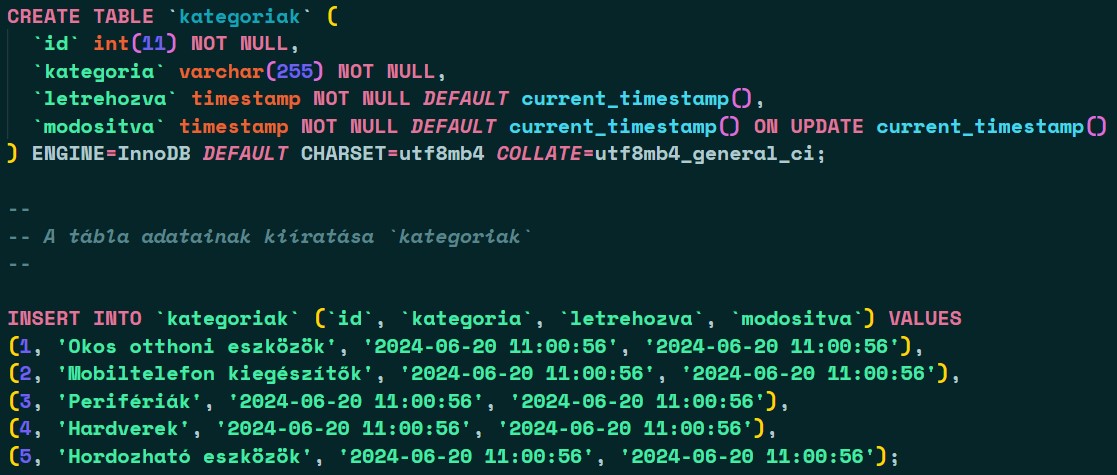 CREATE TABLE `kategoriak` (
`id` int(11) NOT NULL,
`kategoria` varchar(255) NOT NULL,
`letrehozva` timestamp NOT NULL DEFAULT current_timestamp(),
`modositva` timestamp NOT NULL DEFAULT current_timestamp() ON UPDATE current_timestamp()
) ENGINE=InnoDB DEFAULT CHARSET=utf8mb4 COLLATE=utf8mb4_general_ci;
--
-- A tábla adatainak kiíratása `kategoriak`
--
INSERT INTO `kategoriak` (`id`, `kategoria`, `letrehozva`, `modositva`) VALUES
(1, 'Okos otthoni eszközök', '2024-06-20 11:00:56', '2024-06-20 11:00:56'),
(2, 'Mobiltelefon kiegészítők', '2024-06-20 11:00:56', '2024-06-20 11:00:56'),
(3, 'Perifériák', '2024-06-20 11:00:56', '2024-06-20 11:00:56'),
(4, 'Hardverek', '2024-06-20 11:00:56', '2024-06-20 11:00:56'),
(5, 'Hordozható eszközök', '2024-06-20 11:00:56', '2024-06-20 11:00:56');